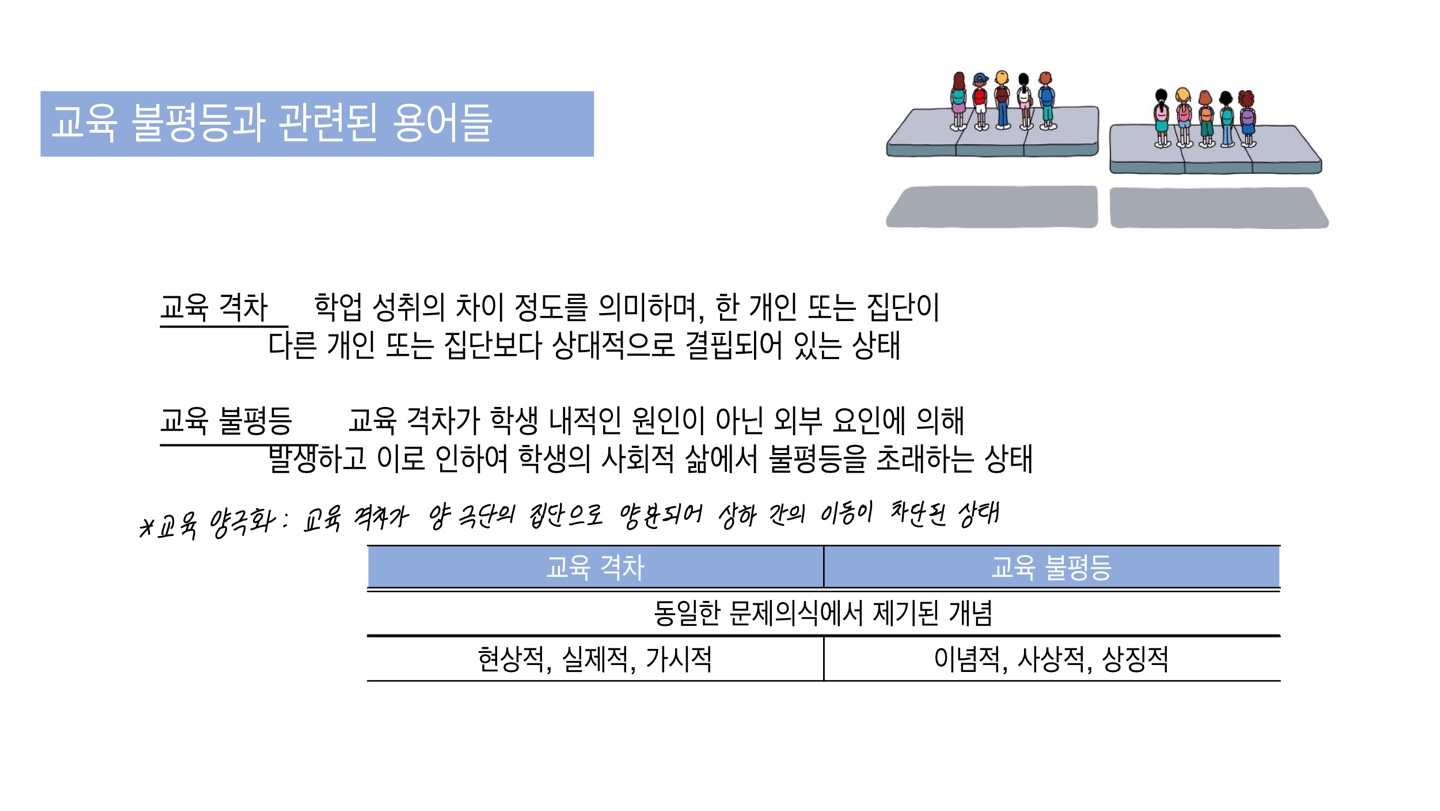 교육 불평등과 관련된 용어들
교육 격차 학업 성취의 차이 정도를 의미하며, 한 개인 또는 집단이
다른 개인 또는 집단보다 상대적으로 결핍되어 있는 상태
교육 불평등 교육 격차가 학생 내적인 원인이 아닌 외부 요인에 의해
발생하고 이로 인하여 학생의 사회적 삶에서 불평등을 초래하는 상태
*교육 양극화 : 교육 격차가 양 극단의 집단으로 양분되어 상하 간의 이동이 차단된 상태
교육 격차 교육 불평등
동일한 문제의식에서 제기된 개념
현상적, 실제적, 가시적 이념적, 사상적, 상징적